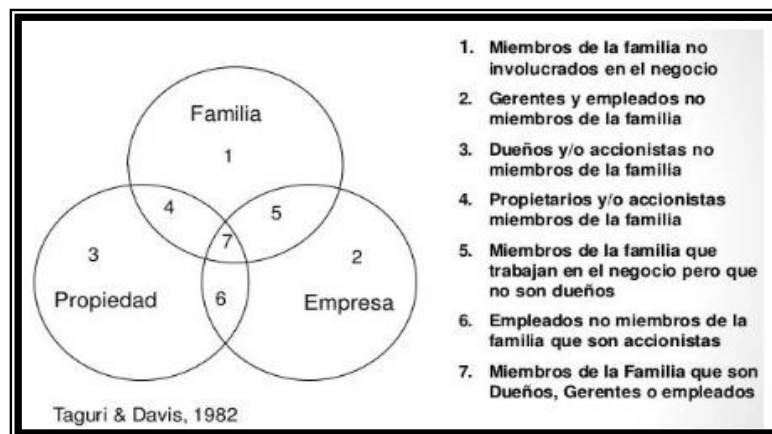 Familia
1
4
5
7
3
2
Propiedad
6
Empresa
Taguri & Davis, 1982
1. Miembros de la familia no
involucrados en el negocio
2. Gerentes y empleados no
miembros de la familia
3. Dueños y/o accionistas no
miembros de la familia
4. Propietarios y/o accionistas
miembros de la familia
5. Miembros de la familia que
trabajan en el negocio pero que
no son dueños
6. Empleados no miembros de la
familia que son accionistas
7. Miembros de la Familia que son
Dueños, Gerentes o empleados